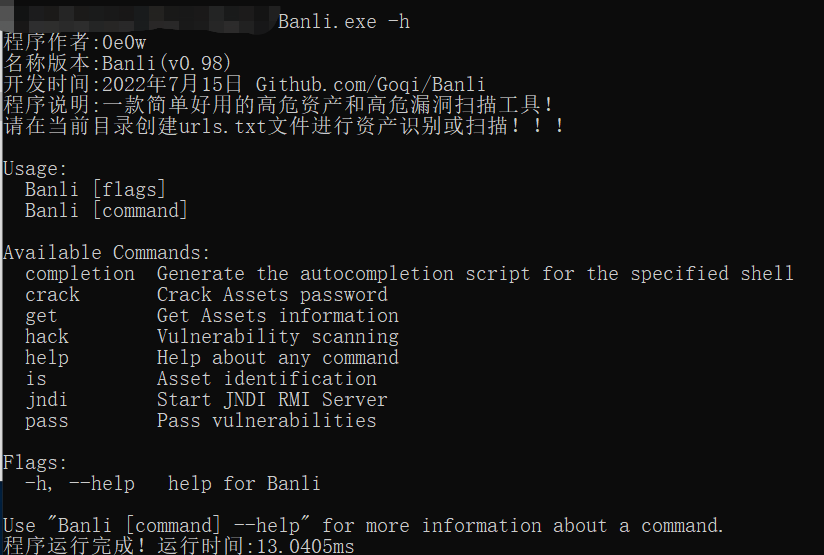 Banli.exe -h
程序作者:0e0w
名称版本:Banli(v0.98)
开发时间:2022年7月15日 Github.com/Goqi/Banli
程序说明:一款简单好用的高危资产和高危漏洞扫描工具!
请在当前目录创建urls.txt文件进行资产识别或扫描!!!
Usage:
  Banli [flags]
  Banli [command]
Available Commands:
  completion  Generate the autocompletion script for the specified shell
  crack       Crack Assets password
  get         Get Assets information
  hack        Vulnerability scanning
  help        Help about any command
  is          Asset identification
  jndi        Start JNDI RMI Server
  pass        Pass vulnerabilities
Flags:
  -h, --help   help for Banli
Use "Banli [command] --help" for more information about a command.
程序运行完成!运行时间:13.0405ms